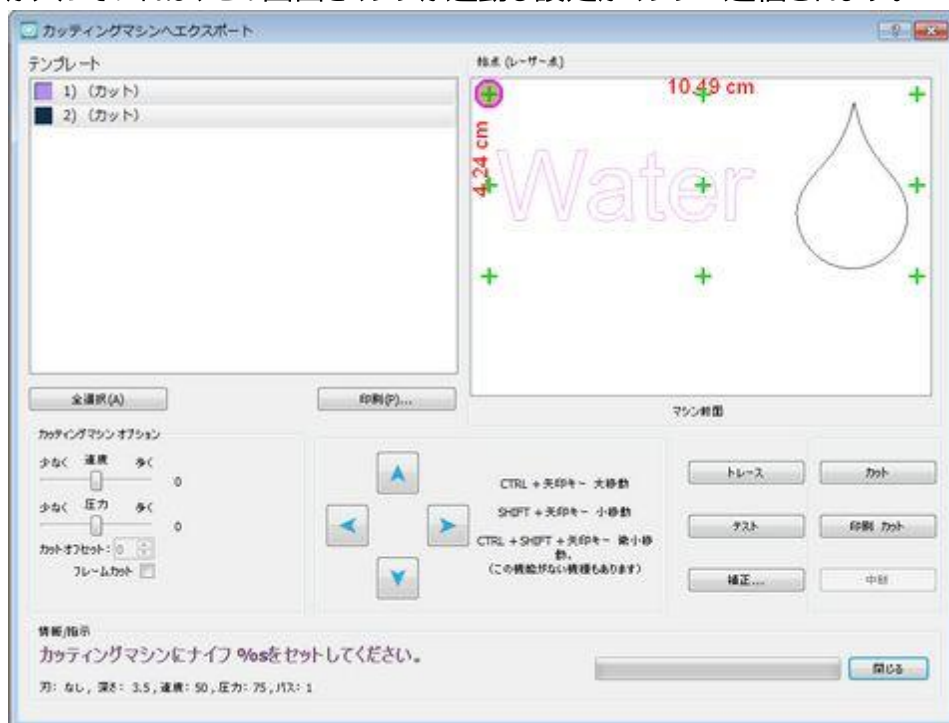 カッティングマシンへエクスポート
テンプレート
1) (カット)
2) (カット)
全選択(A)
印刷(P)...
(レーザー点)
10.49 cm
4.24 cm
Water
マシン前面
カッティングマシン オプション
少なく 速度 多く
0
少なく 圧力 多く
0
カットオフセット: 0
フレームカット
CTRL + 矢印キー 大移動
SHIFT + 矢印キー 小移動
CTRL + SHIFT + 矢印キー 微小移動.
(この機能がない機種もあります)
トレース
カット
テスト
印刷 カット
補正...
中断
情報/指示
カッティングマシンにナイフ %sをセットしてください。
刃: なし, 深さ: 3.5, 速度: 50, 圧力: 75, パス: 1
閉じる